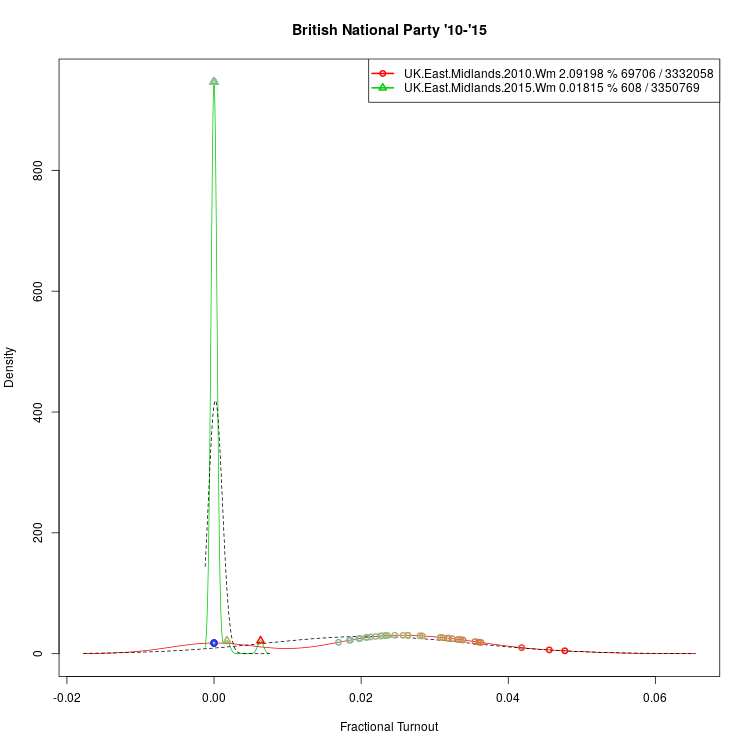 British National Party '10-'15
UK.East.Midlands.2010.Wm 2.09198 % 69706 / 3332058
UK.East.Midlands.2015.Wm 0.01815 % 608 / 3350769
Density
800
600
400
200
0
-0.02 0.00 0.02 0.04 0.06
Fractional Turnout